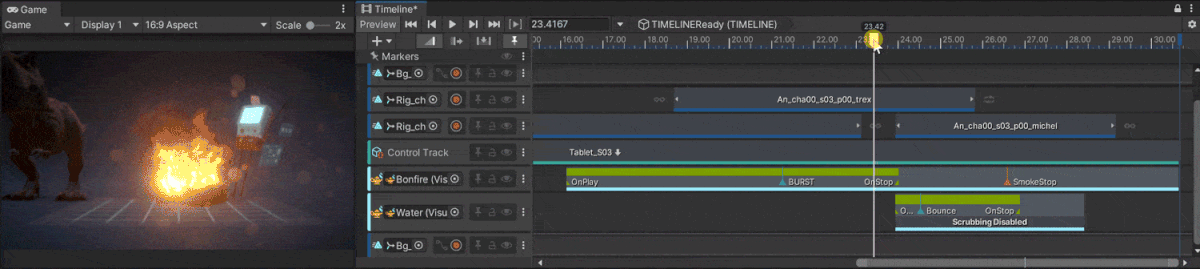 Game
Timeline*
Game
Display 1
16:9 Aspect
Scale
2x
Preview
23.4167
TIMELINEReady (TIMELINE)
23.42
:00
16.00
17.00
18.00
19.00
20.00
21.00
22.00
24.00
25.00
26.00
27.00
28.00
29.00
30.00
Markers
Bg_
Rig_ch
An_cha00_s03_p00_trex
Rig_ch
An_cha00_s03_p00_michel
Control Track
Tablet_S03
Bonfire (Vis
OnPlay
BURST
OnStop
SmokeStop
Water (Visu
O...
Bounce
OnStop
Scrubbing Disabled
Bg_